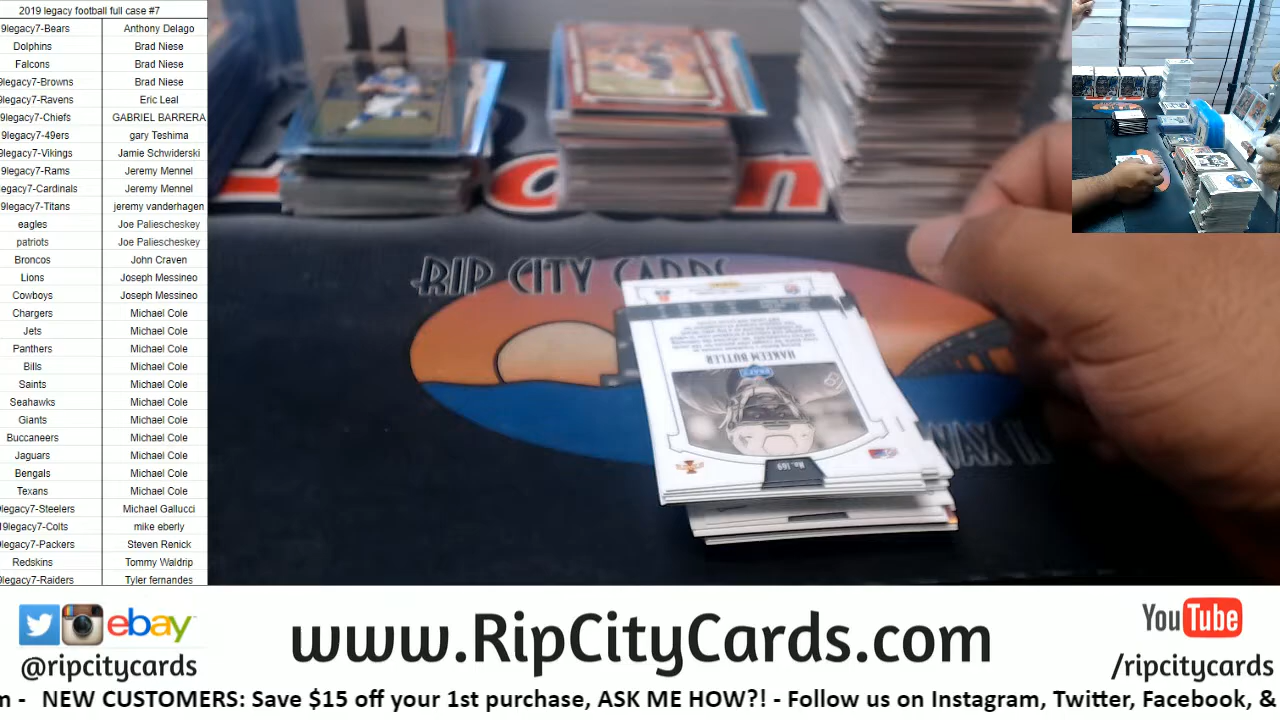 2019 legacy football full case #7
9legacy7-Bears Anthony Delago
Dolphins Brad Niese
Falcons Brad Niese
9legacy7-Browns Brad Niese
9legacy7-Ravens Eric Leal
9legacy7-Chiefs GABRIEL BARRERA
9legacy7-49ers gary Teshima
9legacy7-Vikings Jamie Schwiderski
9legacy7-Rams Jeremy Mennel
legacy7-Cardinals Jeremy Mennel
9legacy7-Titans jeremy vanderhagen
eagles Joe Paliescheskey
patriots Joe Paliescheskey
Broncos John Craven
Lions Joseph Messineo
Cowboys Joseph Messineo
Chargers Michael Cole
Jets Michael Cole
Panthers Michael Cole
Bills Michael Cole
Saints Michael Cole
Seahawks Michael Cole
Giants Michael Cole
Buccaneers Michael Cole
Jaguars Michael Cole
Bengals Michael Cole
Texans Michael Cole
legacy7-Steelers Michael Gallucci
19legacy7-Colts mike eberly
legacy7-Packers Steven Renick
Redskins Tommy Waldrip
9legacy7-Raiders Tyler fernandes
RIP CITY CARDS
HAKEEM BUTLER
DRAFT
No. 169
WAX
ebay
@ripcitycards
www.RipCityCards.com
YouTube
/ripcitycards
m - NEW CUSTOMERS: Save $15 off your 1st purchase, ASK ME HOW?! - Follow us on Instagram, Twitter, Facebook, &